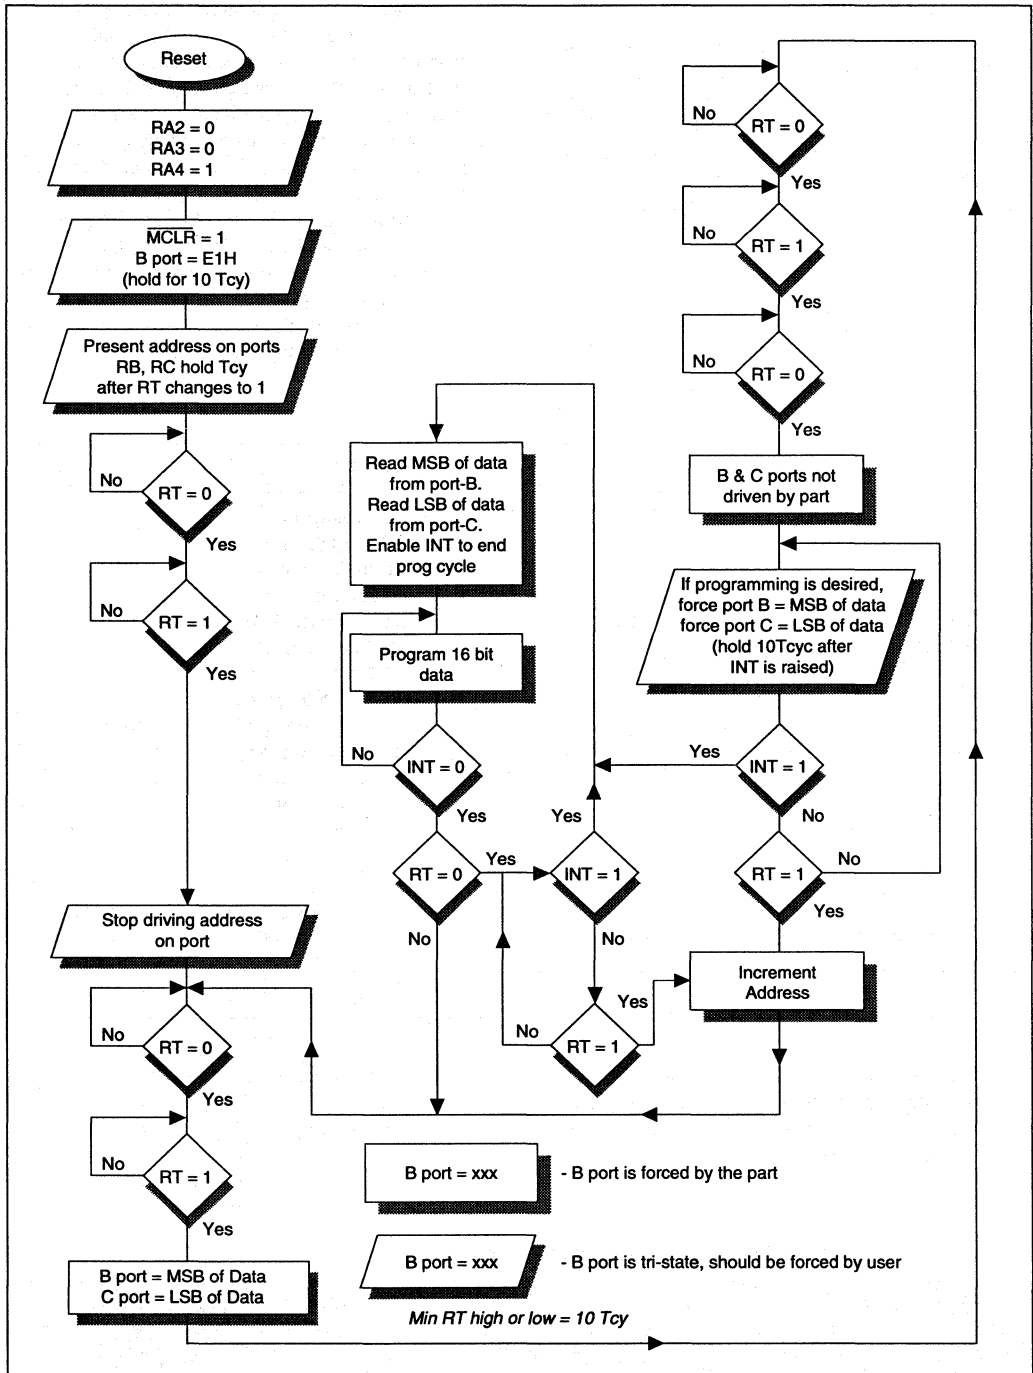 Reset
RA2 = 0
RA3 = 0
RA4 = 1
MCLR = 1
B port = E1H
(hold for 10 Tcy)
Present address on ports
RB, RC hold Tcy
after RT changes to 1
No
RT = 0
Yes
No
RT = 1
Yes
Stop driving address
on port
No
RT = 0
Yes
No
RT = 1
Yes
B port = MSB of Data
C port = LSB of Data
Read MSB of data
from port-B.
Read LSB of data
from port-C.
Enable INT to end
prog cycle
Program 16 bit
data
No
INT = 0
Yes
RT = 0
Yes
No
Yes
INT = 1
No
No
RT = 1
Yes
No
RT = 0
Yes
No
RT = 1
Yes
No
RT = 0
Yes
B & C ports not
driven by part
If programming is desired,
force port B = MSB of data
force port C = LSB of data
(hold 10Tcyc after
INT is raised)
Yes
INT = 1
No
RT = 1
No
Yes
Increment
Address
B port = xxx
- B port is forced by the part
B port = xxx
- B port is tri-state, should be forced by user
Min RT high or low = 10 Tcy